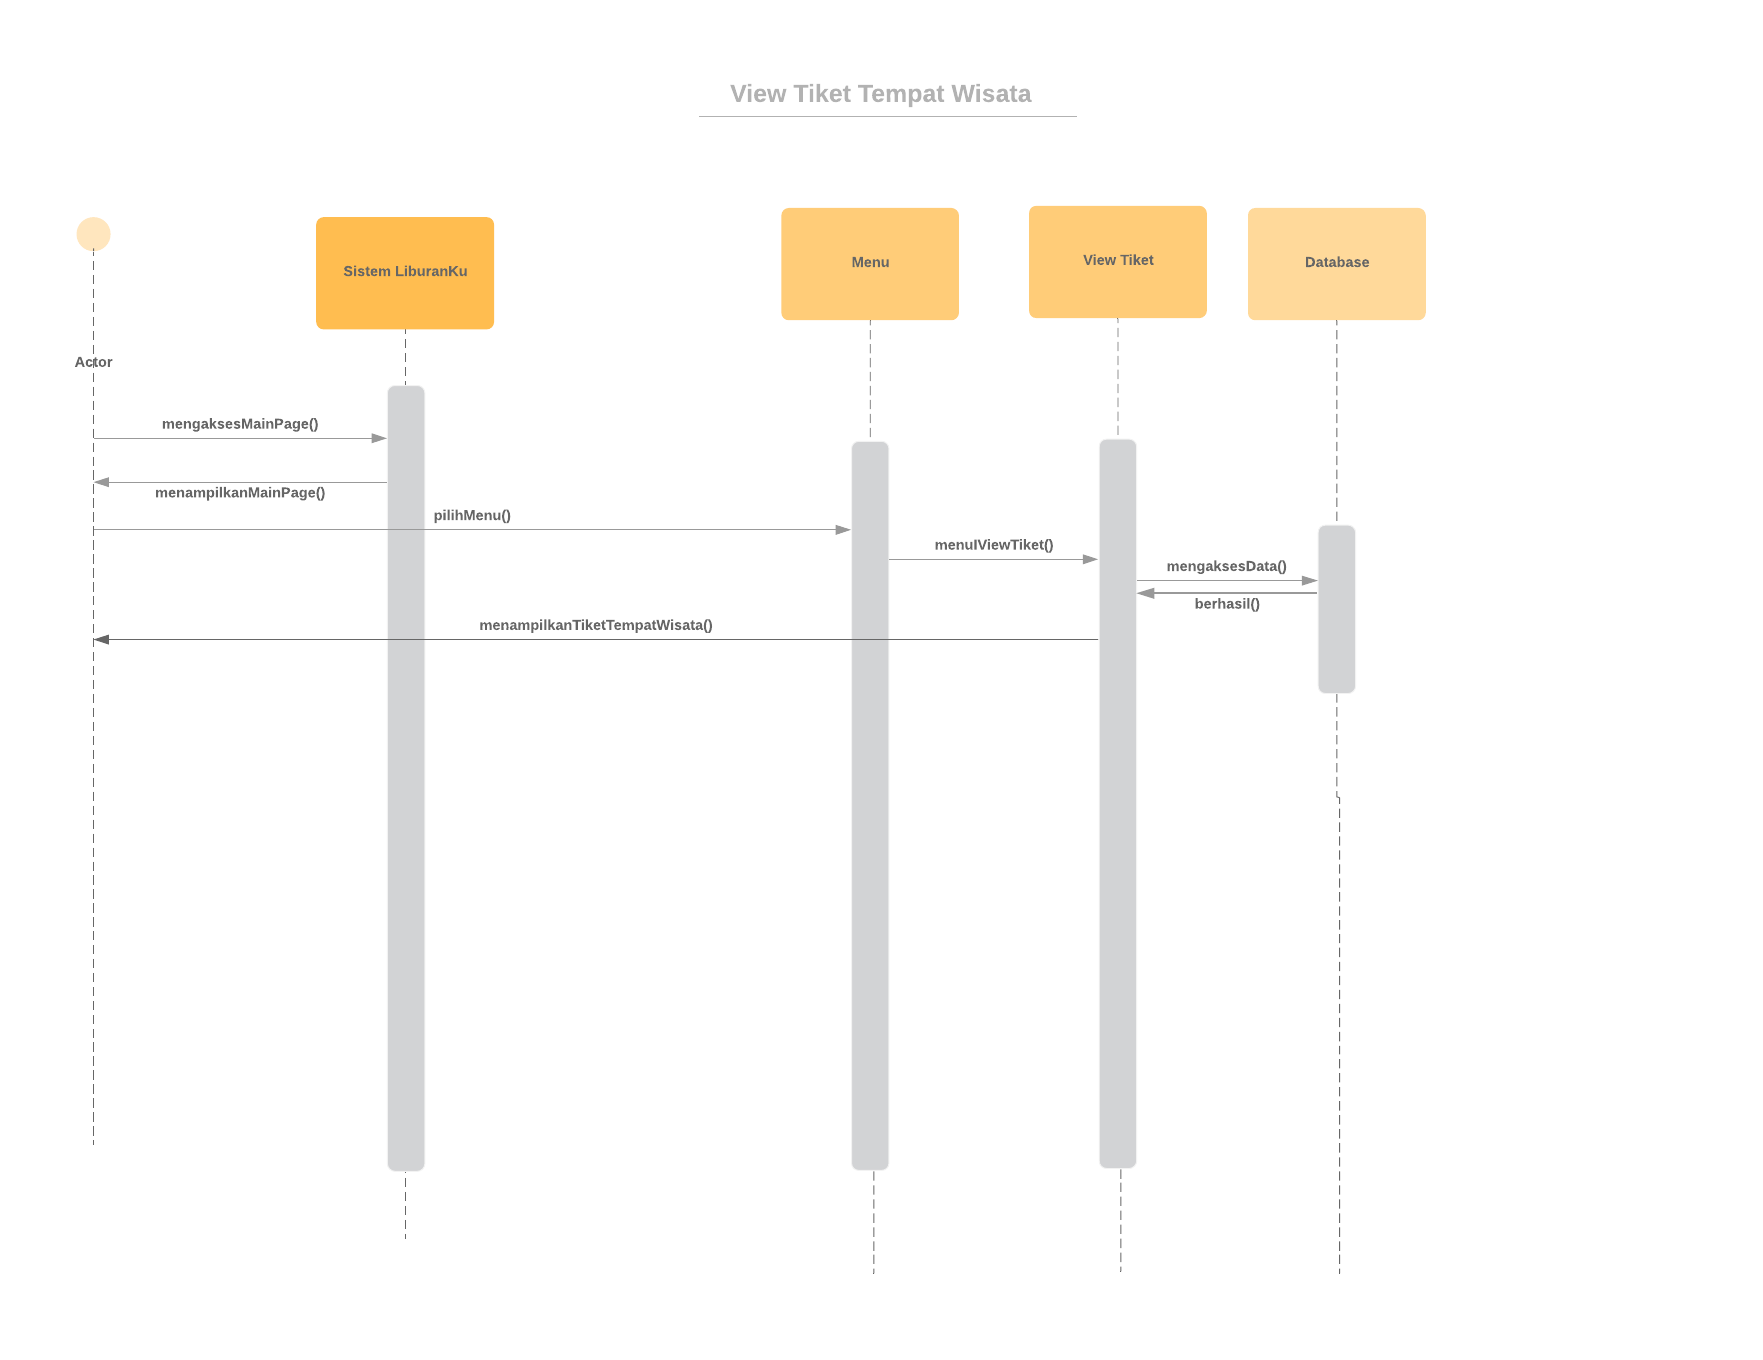 View Tiket Tempat Wisata
Sistem LiburanKu
Menu
View Tiket
Database
Actor
mengaksesMainPage()
menampilkanMainPage()
pilihMenu()
menuIViewTiket()
mengaksesData()
berhasil()
menampilkanTiketTempatWisata()